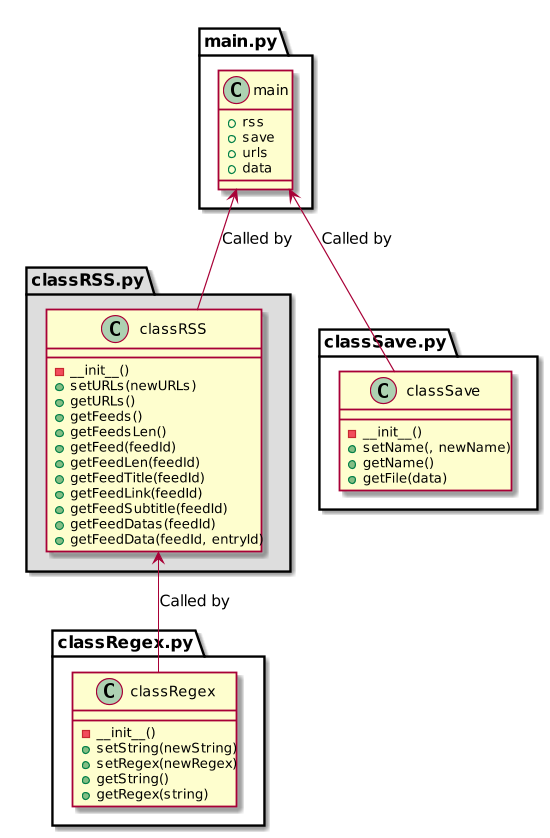 main.py
C main
rss
save
urls
data
Called by
Called by
classRSS.py
C classRSS
__init__()
setURLs(newURLs)
getURLs()
getFeeds()
getFeedsLen()
getFeed(feedId)
getFeedLen(feedId)
getFeedTitle(feedId)
getFeedLink(feedId)
getFeedSubtitle(feedId)
getFeedDatas(feedId)
getFeedData(feedId, entryId)
classSave.py
C classSave
__init__()
setName(, newName)
getName()
getFile(data)
Called by
classRegex.py
C classRegex
__init__()
setString(newString)
setRegex(newRegex)
getString()
getRegex(string)